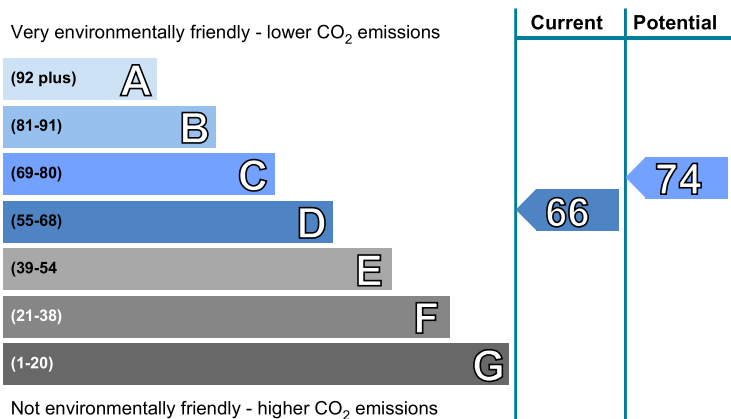 Very environmentally friendly - lower CO2 emissions
Current
Potential
(92 plus) A
(81-91) B
(69-80) C
74
(55-68) D
66
(39-54 E
(21-38) F
(1-20) G
Not environmentally friendly - higher CO2 emissions